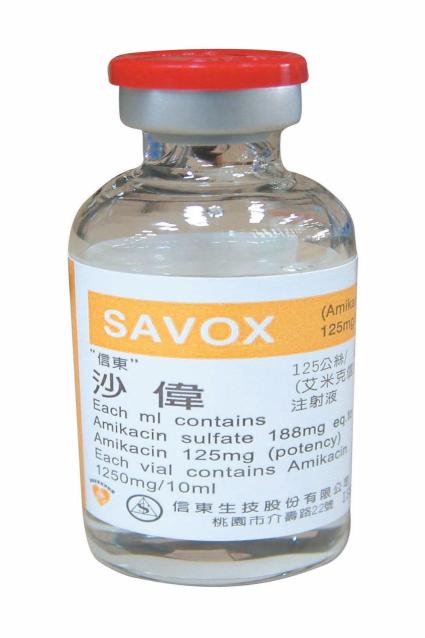 SAVOX
(Amika
125mg
"信東"
沙偉
125公絲/
(艾米克
注射液
Each ml contains
Amikacin sulfate 188mg eq.to
Amikacin 125mg (potency)
Each vial contains Amikacin
1250mg/10ml
信東生技股份有限公
桃園市介壽路22號